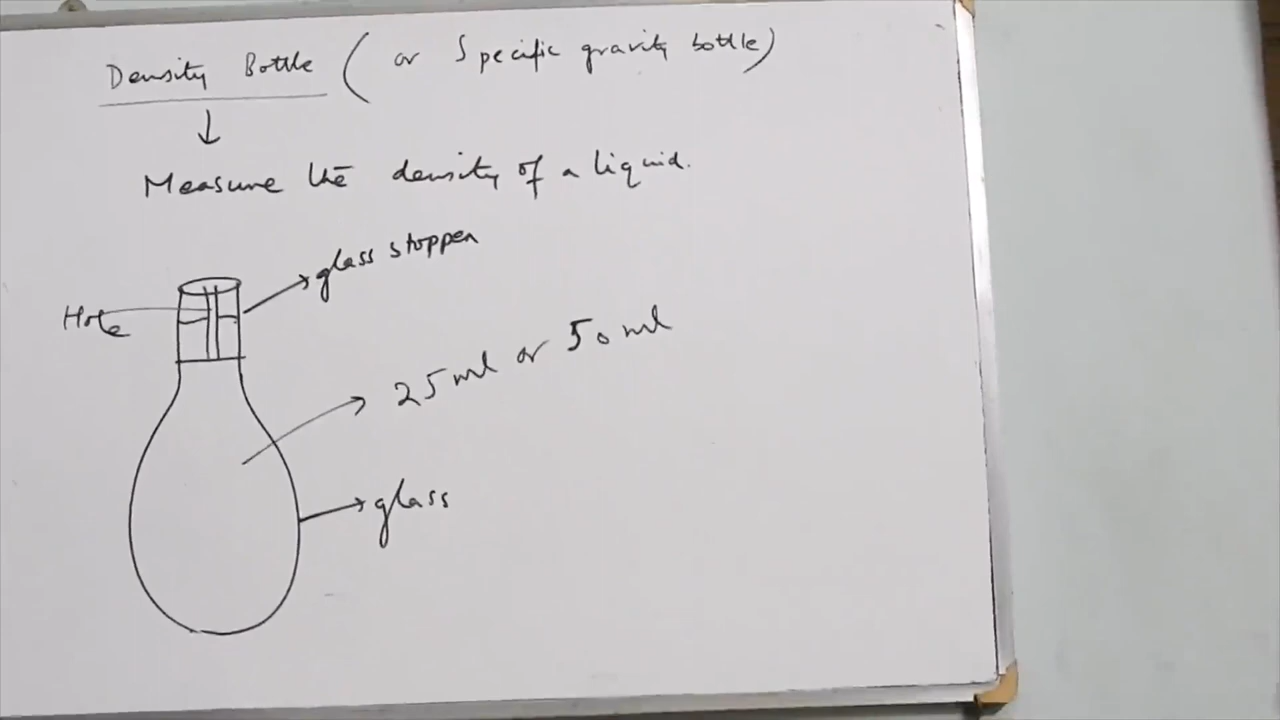 Density Bottle (or Specific gravity bottle)
↓
Measure the density of a liquid.
glass stopper
Hole
25 ml or 50 ml
glass